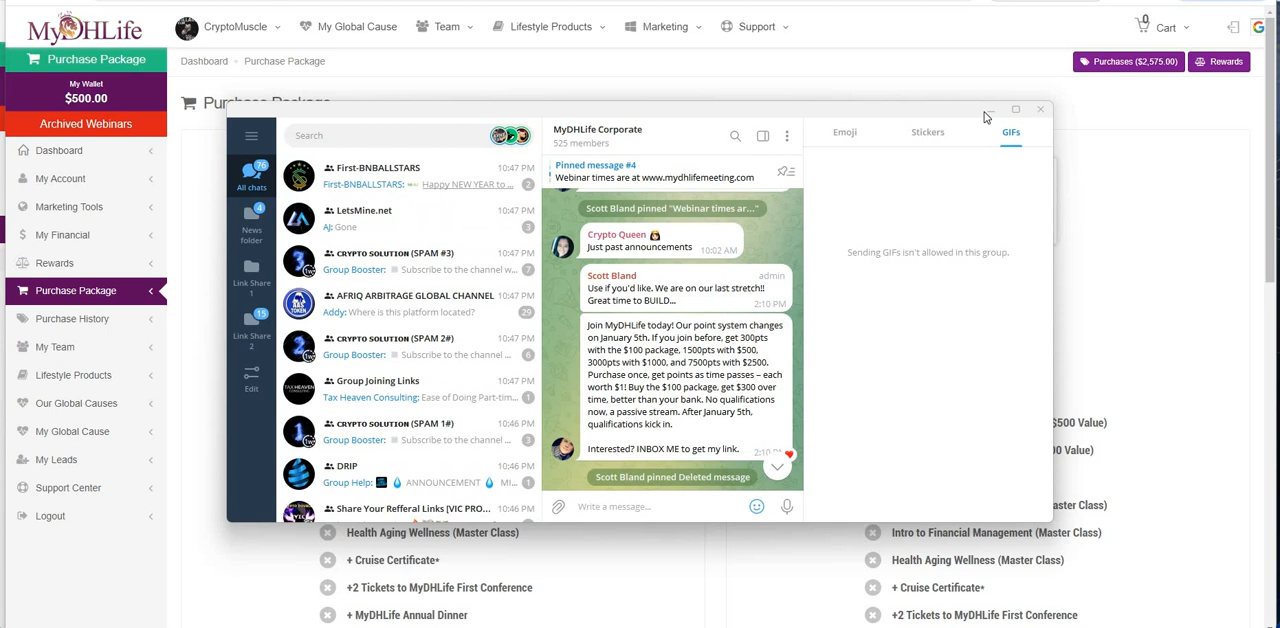 MyDHLife
CryptoMuscle
My Global Cause
Team
Lifestyle Products
Marketing
Support
0
Cart
Purchase Package
Dashboard
Purchase Package
Purchases ($2,575.00)
Rewards
My Wallet
$500.00
Archived Webinars
Dashboard
My Account
Marketing Tools
My Financial
Rewards
Purchase Package
Purchase History
My Team
Lifestyle Products
Our Global Causes
My Global Cause
My Leads
Support Center
Logout
Purchase Package
76
All chats
4
News
folder
Link Share
1
15
Link Share
2
Edit
Search
First-BNBALLSTARS 10:47 PM
First-BNBALLSTARS: Happy NEW YEAR to ... 2
LetsMine.net 10:47 PM
AJ: Gone 3
CRYPTO SOLUTION (SPAM #3) 10:47 PM
Group Booster: Subscribe to the channel w... 7
AFRIQ ARBITRAGE GLOBAL CHANNEL 10:47 PM
Addy: Where is this platform located? 29
CRYPTO SOLUTION (SPAM 2#) 10:47 PM
Group Booster: Subscribe to the channel ... 6
Group Joining Links 10:47 PM
Tax Heaven Consulting: Ease of Doing Part-tim... 1
CRYPTO SOLUTION (SPAM 1#) 10:46 PM
Group Booster: Subscribe to the channel ... 3
DRIP 10:46 PM
Group Help: ANNOUNCEMENT MI... 1
Share Your Refferal Links [VIC PRO... 10:46 PM
MyDHLife Corporate
525 members
Pinned message #4
Webinar times are at www.mydhlifemeeting.com
Scott Bland pinned "Webinar times ar..."
Crypto Queen
Just past announcements 10:02 AM
Scott Bland admin
Use if you'd like. We are on our last stretch!!
Great time to BUILD... 2:10 PM
Join MyDHLife today! Our point system changes
on January 5th. If you join before, get 300pts
with the $100 package, 1500pts with $500,
3000pts with $1000, and 7500pts with $2500.
Purchase once, get points as time passes – each
worth $1! Buy the $100 package, get $300 over
time, better than your bank. No qualifications
now, a passive stream. After January 5th,
qualifications kick in.
Interested? INBOX ME to get my link.
Scott Bland pinned Deleted message
Write a message...
Emoji
Stickers
GIFs
Sending GIFs isn't allowed in this group.
$500 Value)
00 Value)
aster Class)
Health Aging Wellness (Master Class)
+ Cruise Certificate*
+2 Tickets to MyDHLife First Conference
+ MyDHLife Annual Dinner
Intro to Financial Management (Master Class)
Health Aging Wellness (Master Class)
+ Cruise Certificate*
+2 Tickets to MyDHLife First Conference